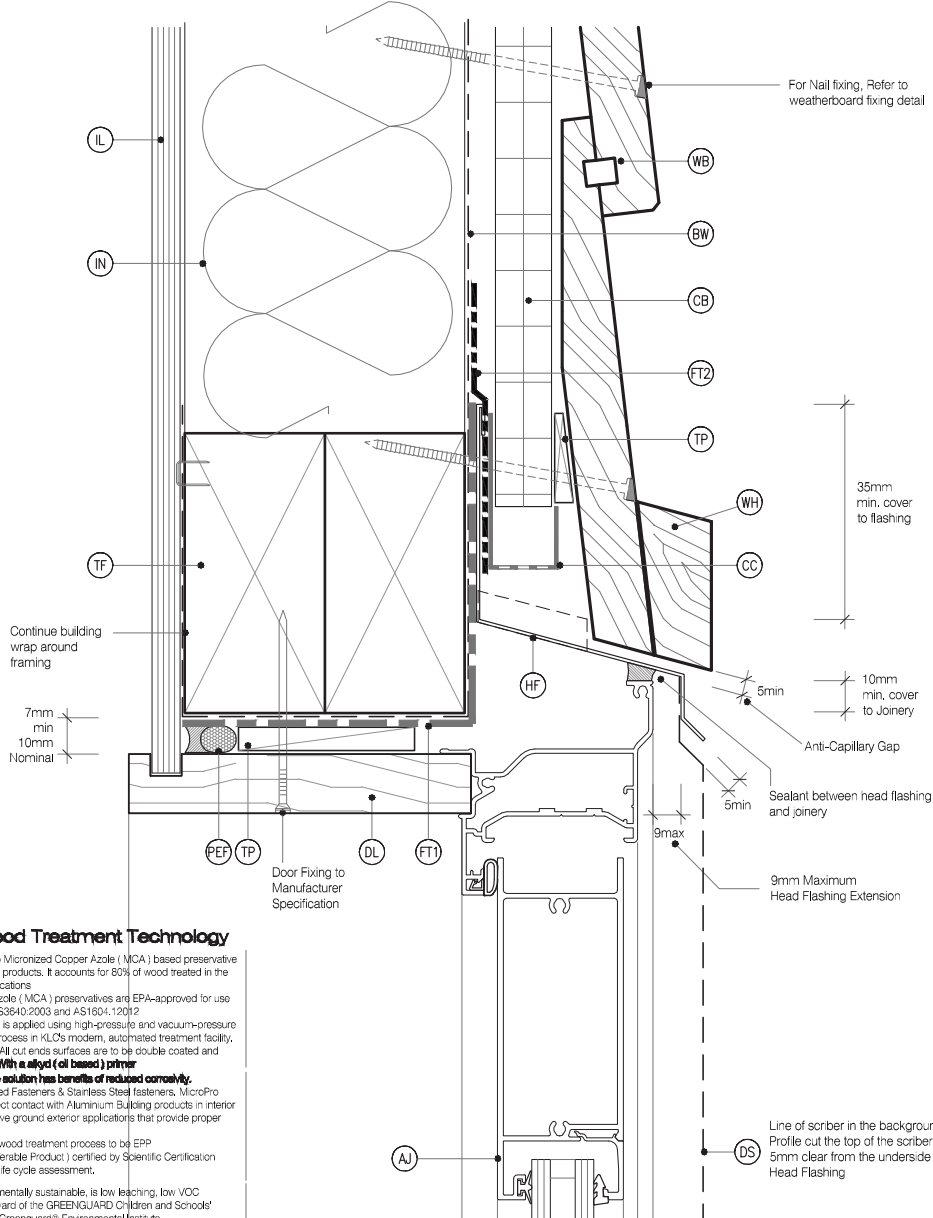 For Nail fixing, Refer to
weatherboard fixing detail
IL
WB
BW
IN
CB
FT2
TP
35mm
min. cover
to flashing
WH
TF
CC
Continue building
wrap around
framing
HF
5min
10mm
min, cover
to Joinery
7mm
min
10mm
Nominal
Anti-Capillary Gap
Sealant between head flashing
and joinery
5min
9max
PEF
TP
DL
FT1
Door Fixing to
Manufacturer
Specification
9mm Maximum
Head Flashing Extension
ood Treatment Technology
Micronized Copper Azole ( MCA ) based preservative
products. It accounts for 80% of wood treated in the
cations
zole ( MCA ) preservatives are EPA-approved for use
S3640:2003 and AS1604.12012
is applied using high-pressure and vacuum-pressure
rocess in KLC's modern, automated treatment facility.
All cut ends surfaces are to be double coated and
With a alkyd ( oil based ) primer
solution has benefits of reduced corrosivity.
ed Fasteners & Stainless Steel fasteners. MicroPro
ect contact with Aluminium Building products in interior
ve ground exterior applications that provide proper
wood treatment process to be EPP
erable Product ) certified by Scientific Certification
ife cycle assessment.
mentally sustainable, is low leaching, low VOC
ard of the GREENGUARD Children and Schools'
Greenguard® Environmental Institute
AJ
DS
Line of scriber in the backgrour
Profile cut the top of the scriber
5mm clear from the underside
Head Flashing